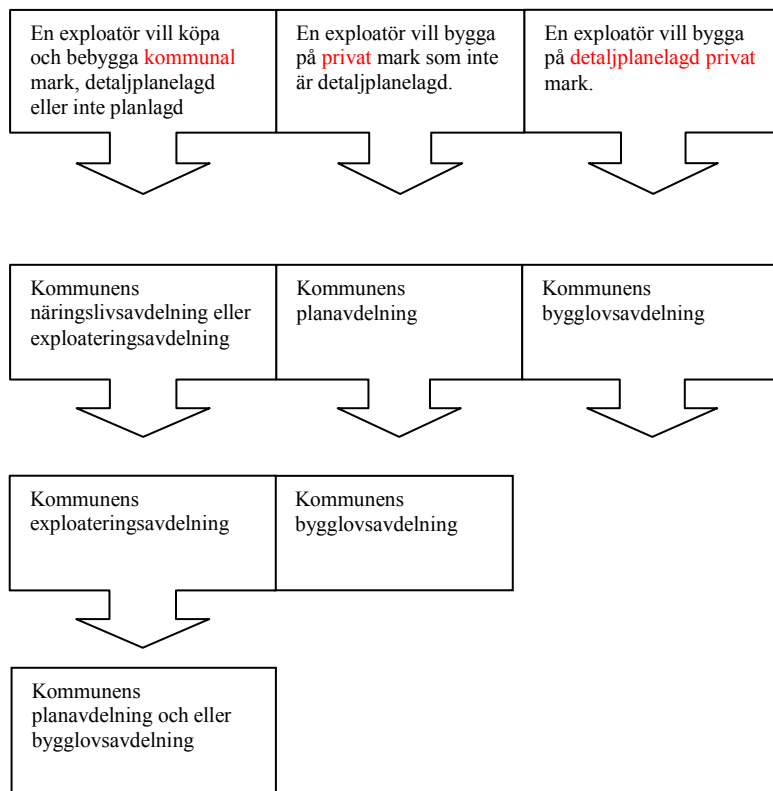 En exploatör vill köpa
och bebygga kommunal
mark, detaljplanelagd
eller inte planlagd
En exploatör vill bygga
på privat mark som inte
är detaljplanelagd.
En exploatör vill bygga
på detaljplanelagd privat
mark.
Kommunens
näringslivsavdelning eller
exploateringsavdelning
Kommunens
planavdelning
Kommunens
bygglovsavdelning
Kommunens
exploateringsavdelning
Kommunens
bygglovsavdelning
Kommunens
planavdelning och eller
bygglovsavdelning